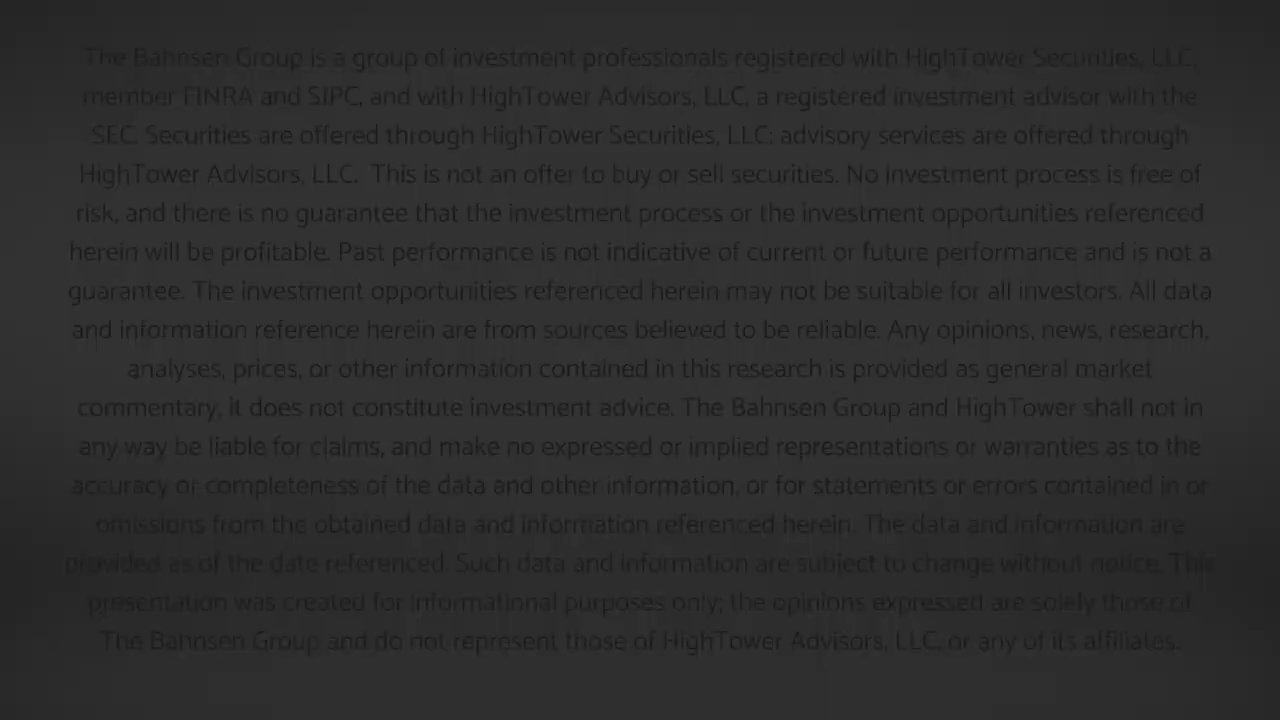 The Bahnsen Group is a group of investment professionals registered with HighTower Securities, LLC,
member FINRA and SIPC, and with HighTower Advisors, LLC, a registered investment advisor with the
SEC. Securities are offered through HighTower Securities, LLC; advisory services are offered through
HighTower Advisors, LLC. This is not an offer to buy or sell securities. No investment process is free of
risk, and there is no guarantee that the investment process or the investment opportunities referenced
herein will be profitable. Past performance is not indicative of current or future performance and is not a
guarantee. The investment opportunities referenced herein may not be suitable for all investors. All data
and information reference herein are from sources believed to be reliable. Any opinions, news, research,
analyses, prices, or other information contained in this research is provided as general market
commentary, it does not constitute investment advice. The Bahnsen Group and HighTower shall not in
any way be liable for claims, and make no expressed or implied representations or warranties as to the
accuracy or completeness of the data and other information, or for statements or errors contained in or
omissions from the obtained data and information referenced herein. The data and information are
provided as of the date referenced. Such data and information are subject to change without notice. This
presentation was created for informational purposes only; the opinions expressed are solely those of
The Bahnsen Group and do not represent those of HighTower Advisors, LLC, or any of its affiliates.